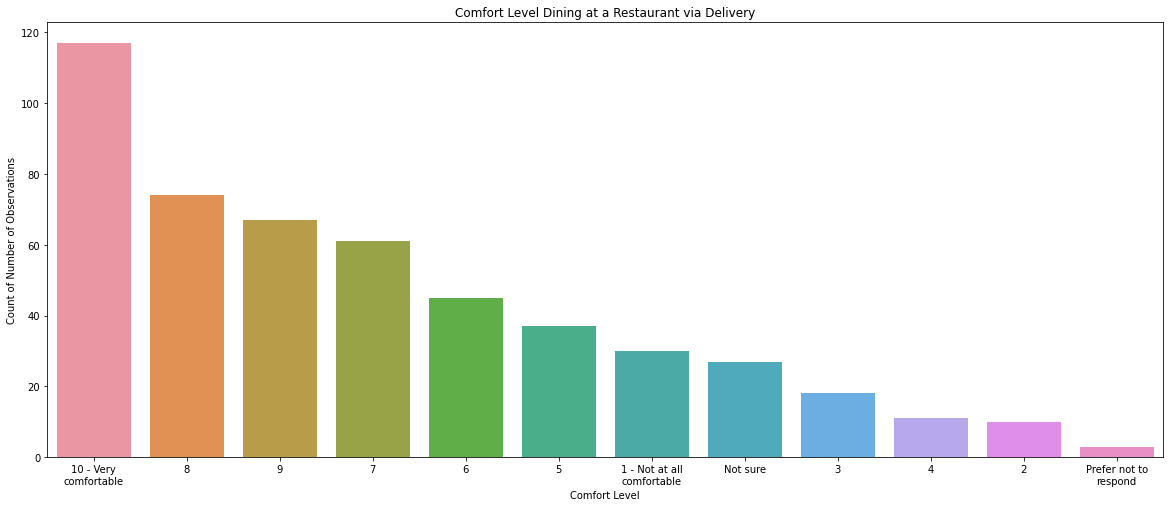 Comfort Level Dining at a Restaurant via Delivery
Count of Number of Observations
120
100
80
60
40
20
0
10 - Very
comfortable
8
9
7
6
5
1 - Not at all
comfortable
Not sure
3
4
2
Prefer not to
respond
Comfort Level